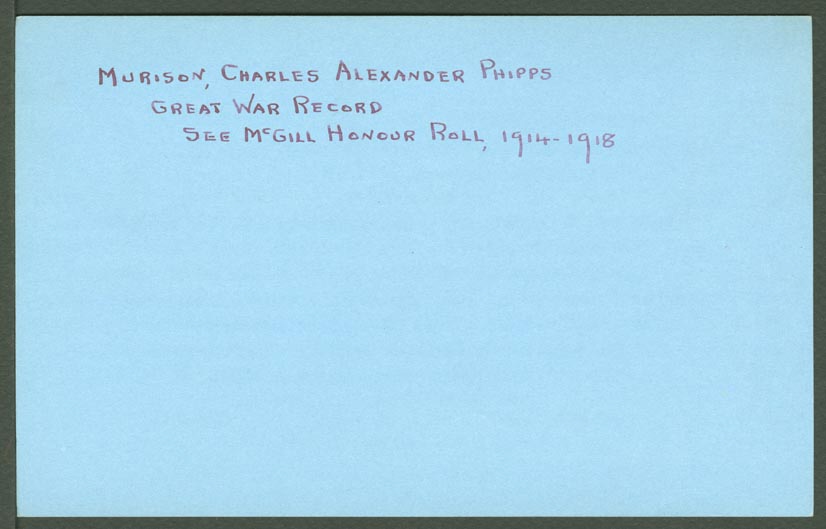 MURISON, CHARLES ALEXANDER PHIPPS
GREAT WAR RECORD
SEE McGILL HONOUR ROLL, 1914-1918